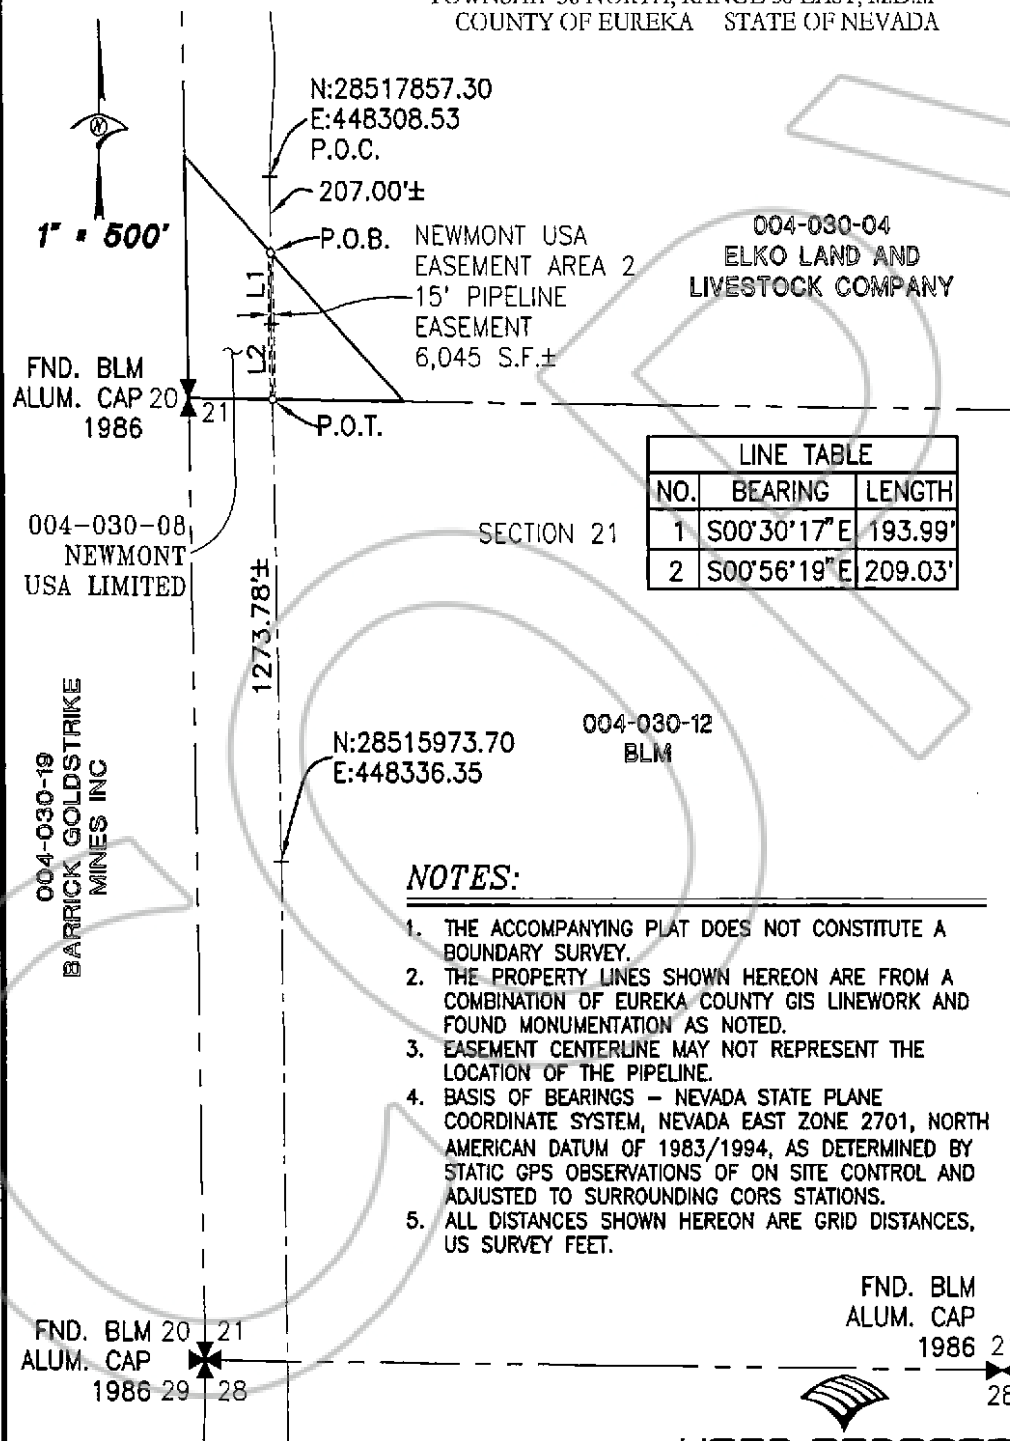 COUNTY OF EUREKA STATE OF NEVADA
N:28517857.30
E:448308.53
P.O.C.
207.00'±
N
1" = 500'
P.O.B.
NEWMONT USA
EASEMENT AREA 2
15' PIPELINE
EASEMENT
6,045 S.F.±
004-030-04
ELKO LAND AND
LIVESTOCK COMPANY
L1
L2
FND. BLM
ALUM. CAP
1986
20
21
P.O.T.
LINE TABLE
NO. BEARING LENGTH
1 S00°30'17"E 193.99'
2 S00°56'19"E 209.03'
SECTION 21
004-030-08
NEWMONT
USA LIMITED
1273.78'±
004-030-19
BARRICK GOLDSTRIKE
MINES INC
N:28515973.70
E:448336.35
004-030-12
BLM
NOTES:
1. THE ACCOMPANYING PLAT DOES NOT CONSTITUTE A
BOUNDARY SURVEY.
2. THE PROPERTY LINES SHOWN HEREON ARE FROM A
COMBINATION OF EUREKA COUNTY GIS LINEWORK AND
FOUND MONUMENTATION AS NOTED.
3. EASEMENT CENTERLINE MAY NOT REPRESENT THE
LOCATION OF THE PIPELINE.
4. BASIS OF BEARINGS – NEVADA STATE PLANE
COORDINATE SYSTEM, NEVADA EAST ZONE 2701, NORTH
AMERICAN DATUM OF 1983/1994, AS DETERMINED BY
STATIC GPS OBSERVATIONS OF ON SITE CONTROL AND
ADJUSTED TO SURROUNDING CORS STATIONS.
5. ALL DISTANCES SHOWN HEREON ARE GRID DISTANCES,
US SURVEY FEET.
FND. BLM
ALUM. CAP
1986
20 21
29 28
FND. BLM
ALUM. CAP
1986
2
28